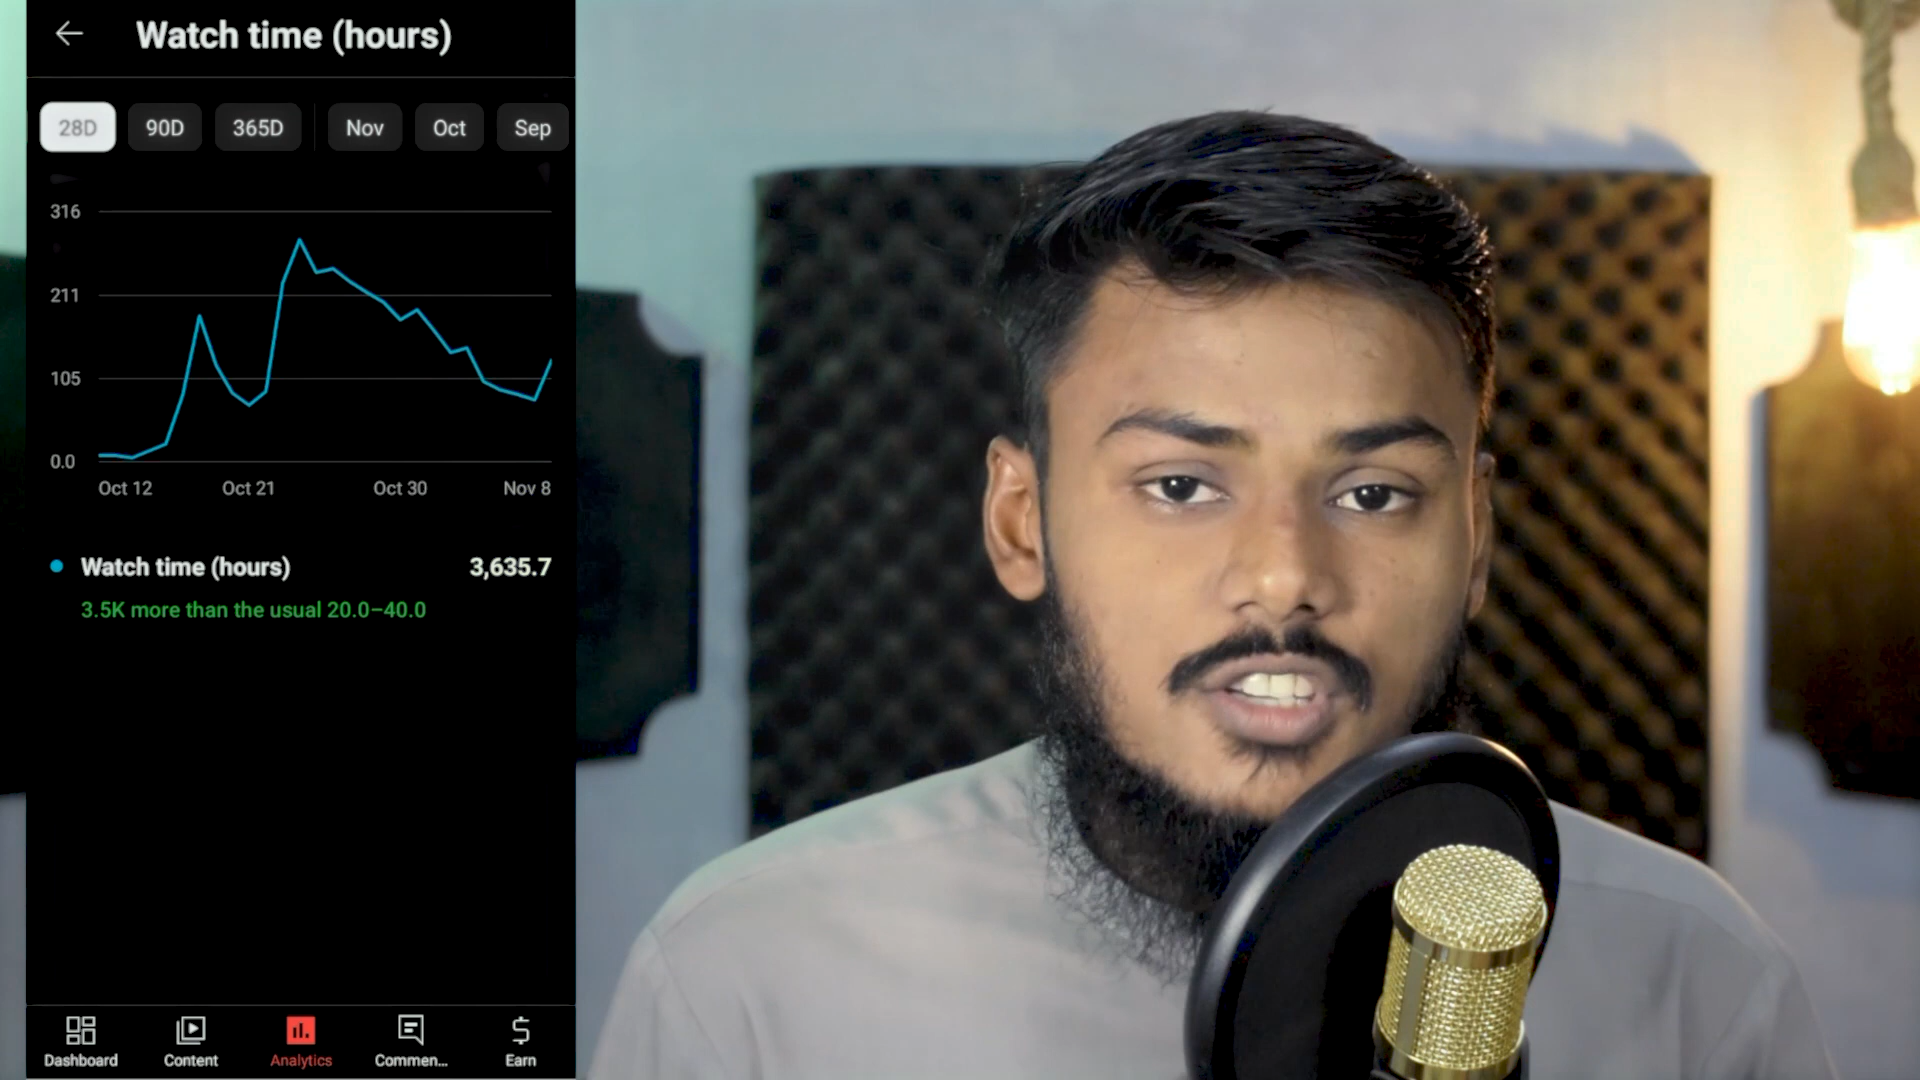 Watch time (hours)
28D 90D 365D Nov Oct Sep
316
211
105
0.0
Oct 12 Oct 21 Oct 30 Nov 8
Watch time (hours) 3,635.7
3.5K more than the usual 20.0–40.0
Dashboard Content Analytics Commen... Earn